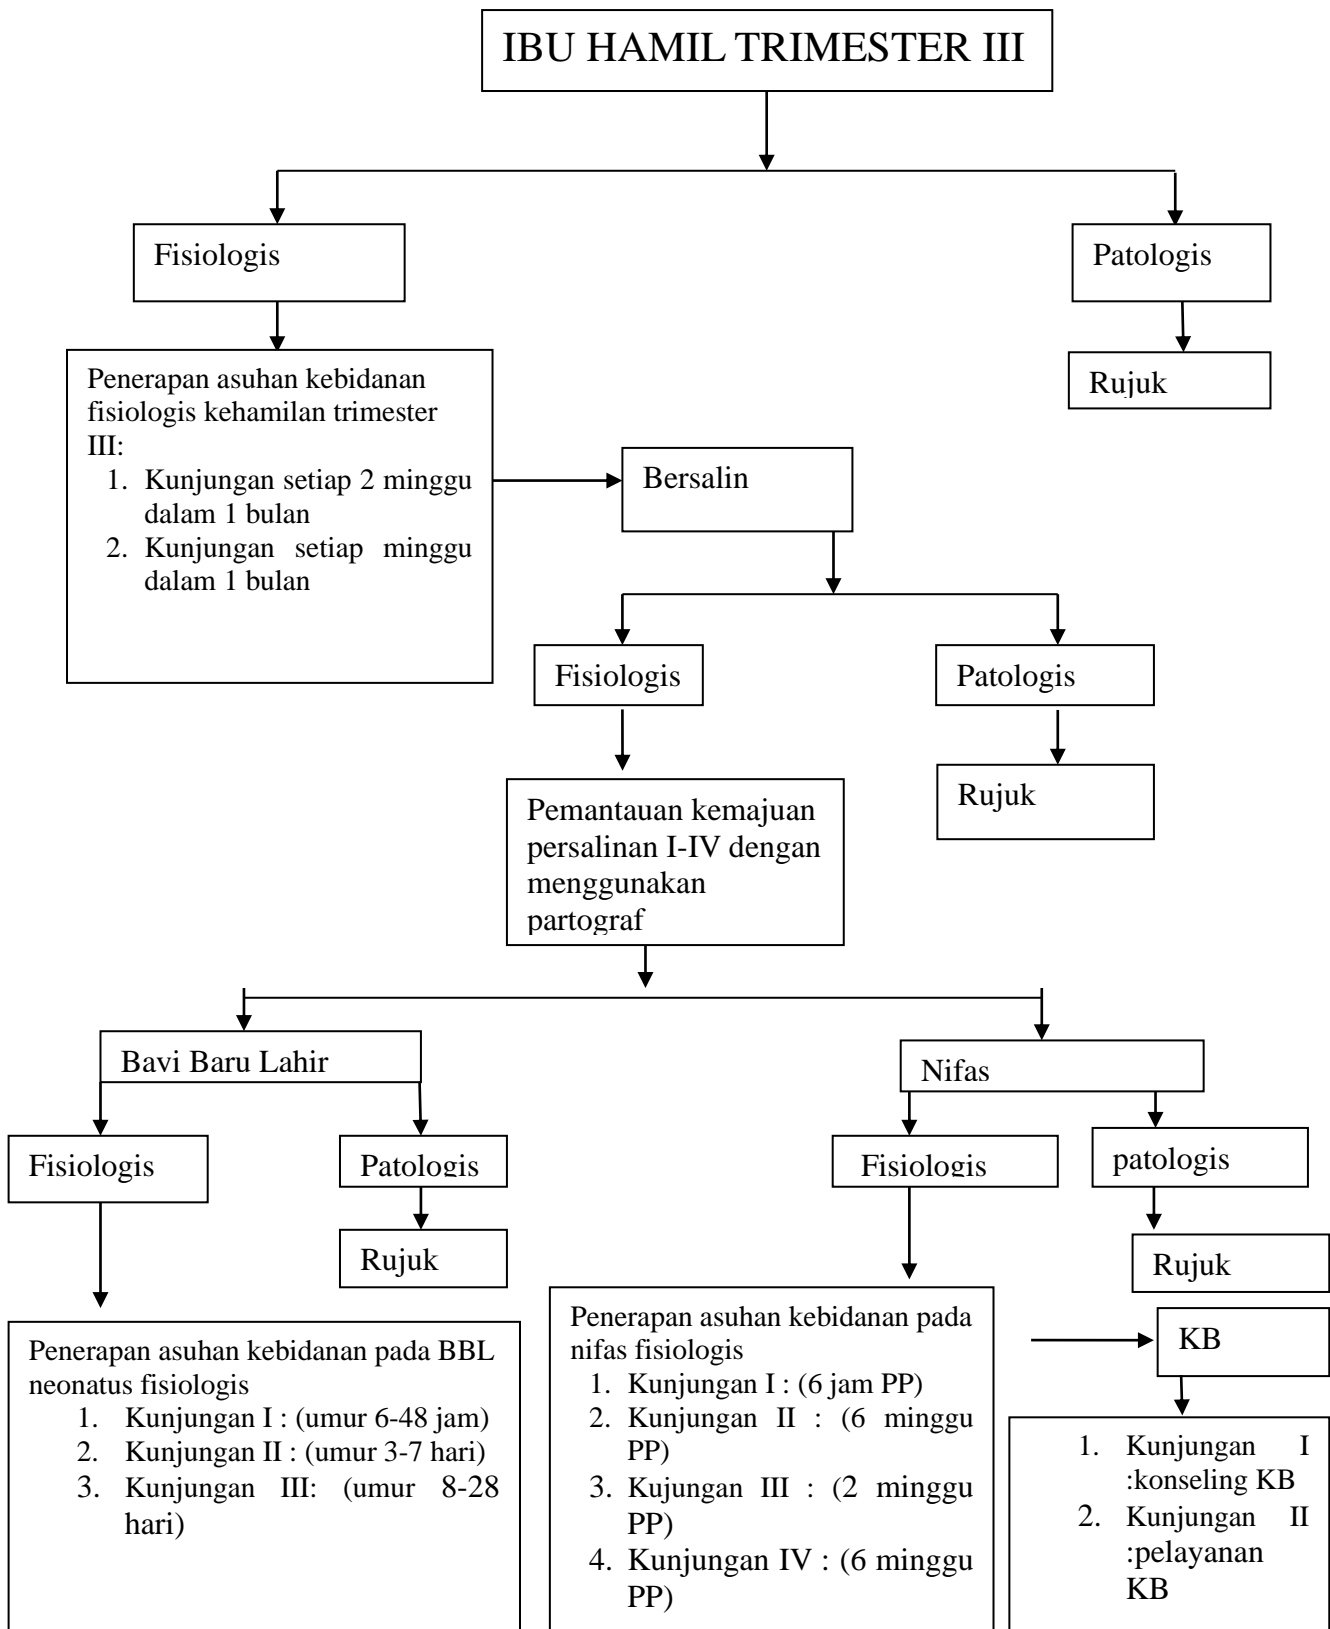 IBU HAMIL TRIMESTER III
Fisiologis
Patologis
Penerapan asuhan kebidanan
fisiologis kehamilan trimester
III:
1. Kunjungan setiap 2 minggu
dalam 1 bulan
2. Kunjungan setiap minggu
dalam 1 bulan
Rujuk
Bersalin
Fisiologis
Patologis
Pemantauan kemajuan
persalinan I-IV dengan
menggunakan
partograf
Rujuk
Bayi Baru Lahir
Nifas
Fisiologis
Patologis
Fisiologis
patologis
Rujuk
Rujuk
Penerapan asuhan kebidanan pada BBL
neonatus fisiologis
1. Kunjungan I : (umur 6-48 jam)
2. Kunjungan II : (umur 3-7 hari)
3. Kunjungan III: (umur 8-28
hari)
Penerapan asuhan kebidanan pada
nifas fisiologis
1. Kunjungan I : (6 jam PP)
2. Kunjungan II : (6 minggu
PP)
3. Kujungan III : (2 minggu
PP)
4. Kunjungan IV : (6 minggu
PP)
KB
1. Kunjungan I
:konseling KB
2. Kunjungan II
:pelayanan
KB